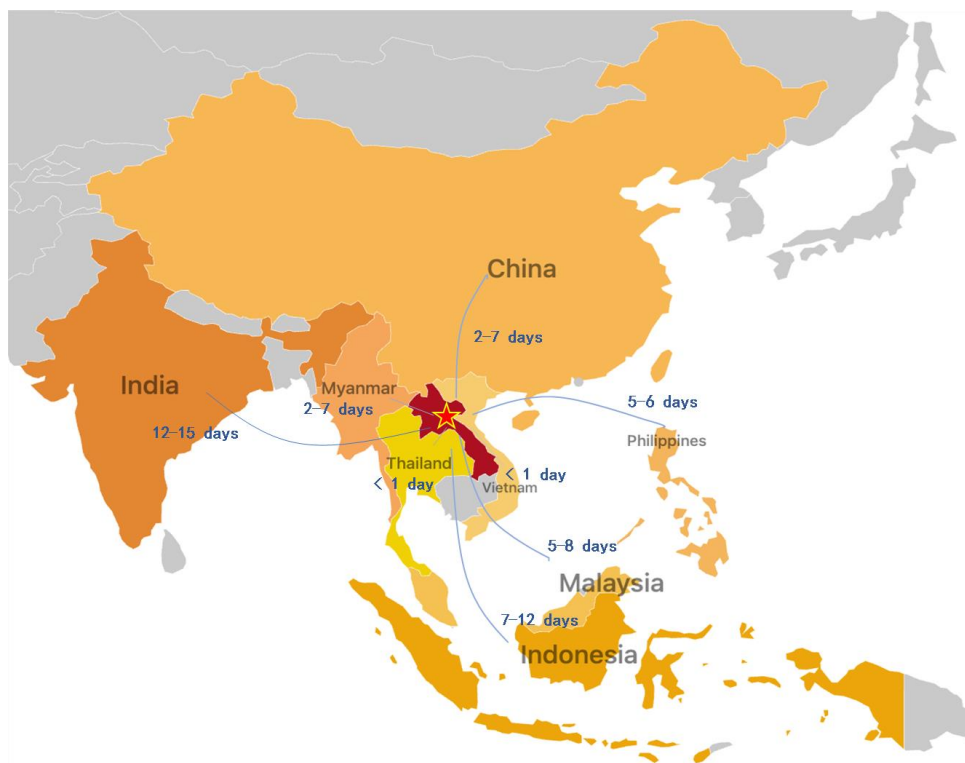 China
2-7 days
India
Myanmar
2-7 days
5-6 days
12-15 days
Philippines
Thailand
< 1 day
< 1 day
Vietnam
5-8 days
Malaysia
7-12 days
Indonesia